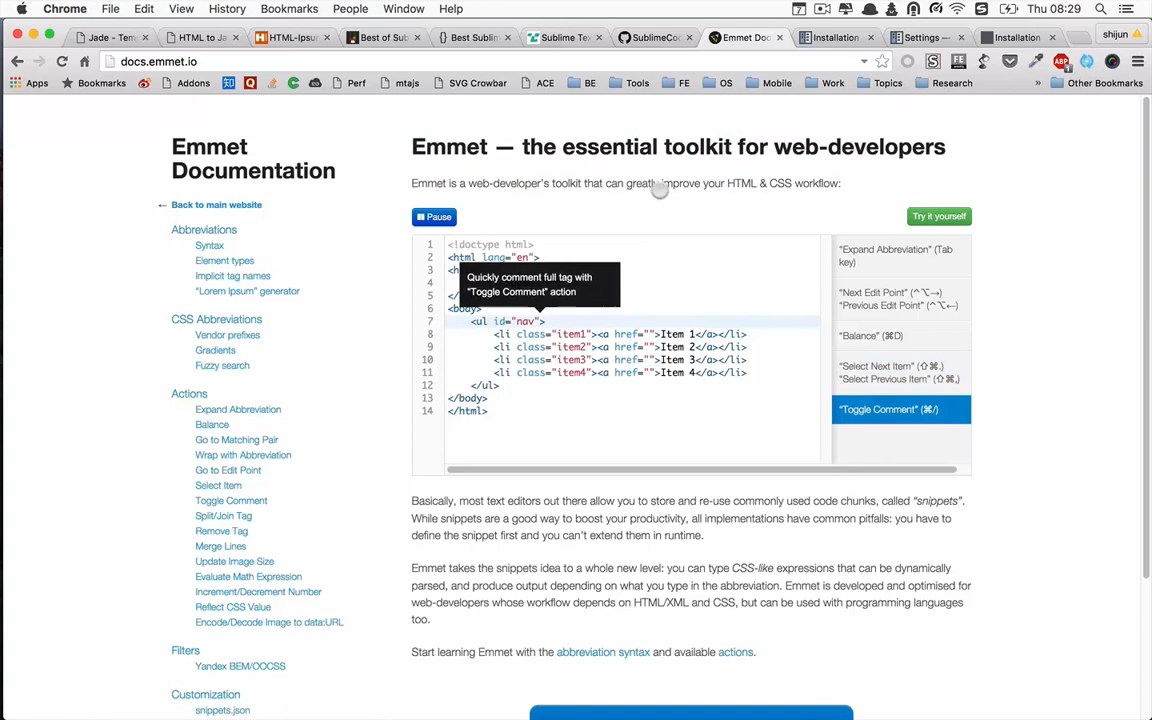 Chrome File Edit View History Bookmarks People Window Help Thu 08:29
Jade - Tem
HTML to Ja
HTML-Ipsum
Best of Sub
{} Best Sublim
Sublime Tex
SublimeCod
Emmet Doc
Installation
Settings —
Installation
shijun
docs.emmet.io
Apps Bookmarks Addons Perf mtajs SVG Crowbar ACE BE Tools FE OS Mobile Work Topics Research » Other Bookmarks
Emmet
Documentation
← Back to main website
Abbreviations
Syntax
Element types
Implicit tag names
“Lorem Ipsum” generator
CSS Abbreviations
Vendor prefixes
Gradients
Fuzzy search
Actions
Expand Abbreviation
Balance
Go to Matching Pair
Wrap with Abbreviation
Go to Edit Point
Select Item
Toggle Comment
Split/Join Tag
Remove Tag
Merge Lines
Update Image Size
Evaluate Math Expression
Increment/Decrement Number
Reflect CSS Value
Encode/Decode Image to data:URL
Filters
Yandex BEM/OOCSS
Customization
snippets.json
Emmet — the essential toolkit for web-developers
Emmet is a web-developer’s toolkit that can greatly improve your HTML & CSS workflow:
Pause
Try it yourself
1 <!doctype html>
2 <html lang="en">
3 <h
4
5 </
6 <body>
Quickly comment full tag with
“Toggle Comment” action
7 <ul id="nav">
8 <li class="item1"><a href="">Item 1</a></li>
9 <li class="item2"><a href="">Item 2</a></li>
10 <li class="item3"><a href="">Item 3</a></li>
11 <li class="item4"><a href="">Item 4</a></li>
12 </ul>
13 </body>
14 </html>
“Expand Abbreviation” (Tab
key)
“Next Edit Point” (^⌥→)
“Previous Edit Point” (^⌥←)
“Balance” (⌘D)
“Select Next Item” (⇧⌘.)
“Select Previous Item” (⇧⌘,)
“Toggle Comment” (⌘/)
Basically, most text editors out there allow you to store and re-use commonly used code chunks, called “snippets”.
While snippets are a good way to boost your productivity, all implementations have common pitfalls: you have to
define the snippet first and you can’t extend them in runtime.
Emmet takes the snippets idea to a whole new level: you can type CSS-like expressions that can be dynamically
parsed, and produce output depending on what you type in the abbreviation. Emmet is developed and optimised for
web-developers whose workflow depends on HTML/XML and CSS, but can be used with programming languages
too.
Start learning Emmet with the abbreviation syntax and available actions.